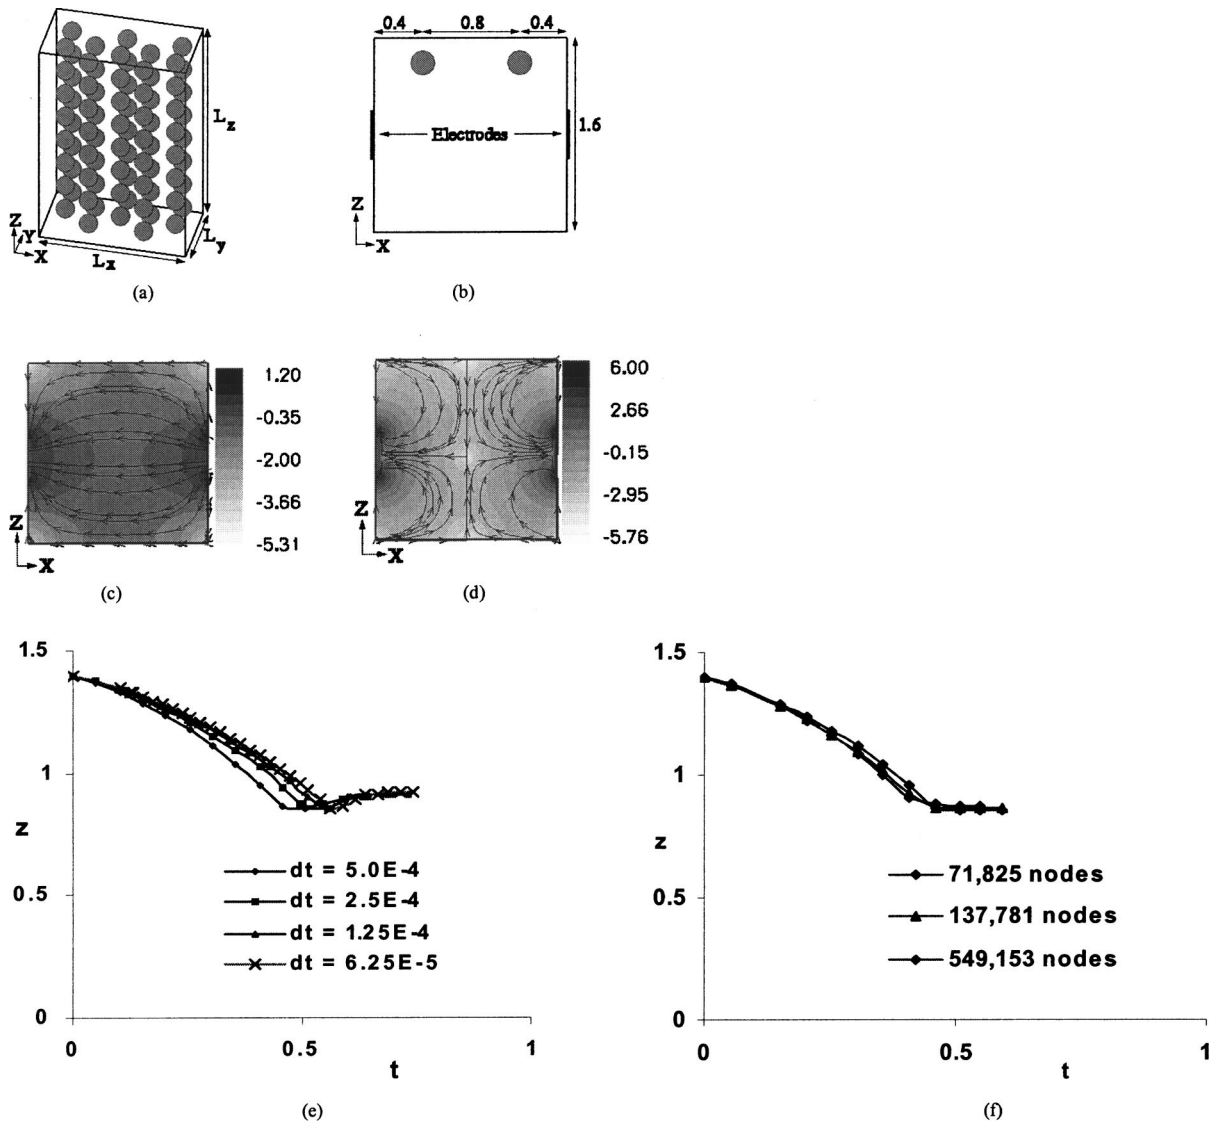 0.4 0.8 0.4
L_z
Z
Y
X
L_x
L_y
(a)
Electrodes
1.6
Z
X
(b)
1.20
-0.35
-2.00
-3.66
-5.31
Z
X
(c)
6.00
2.66
-0.15
-2.95
-5.76
Z
X
(d)
1.5
1
z
0.5
0
dt = 5.0E-4
dt = 2.5E-4
dt = 1.25E-4
dt = 6.25E-5
0 0.5 1
t
(e)
1.5
1
z
0.5
0
71,825 nodes
137,781 nodes
549,153 nodes
0 0.5 1
t
(f)